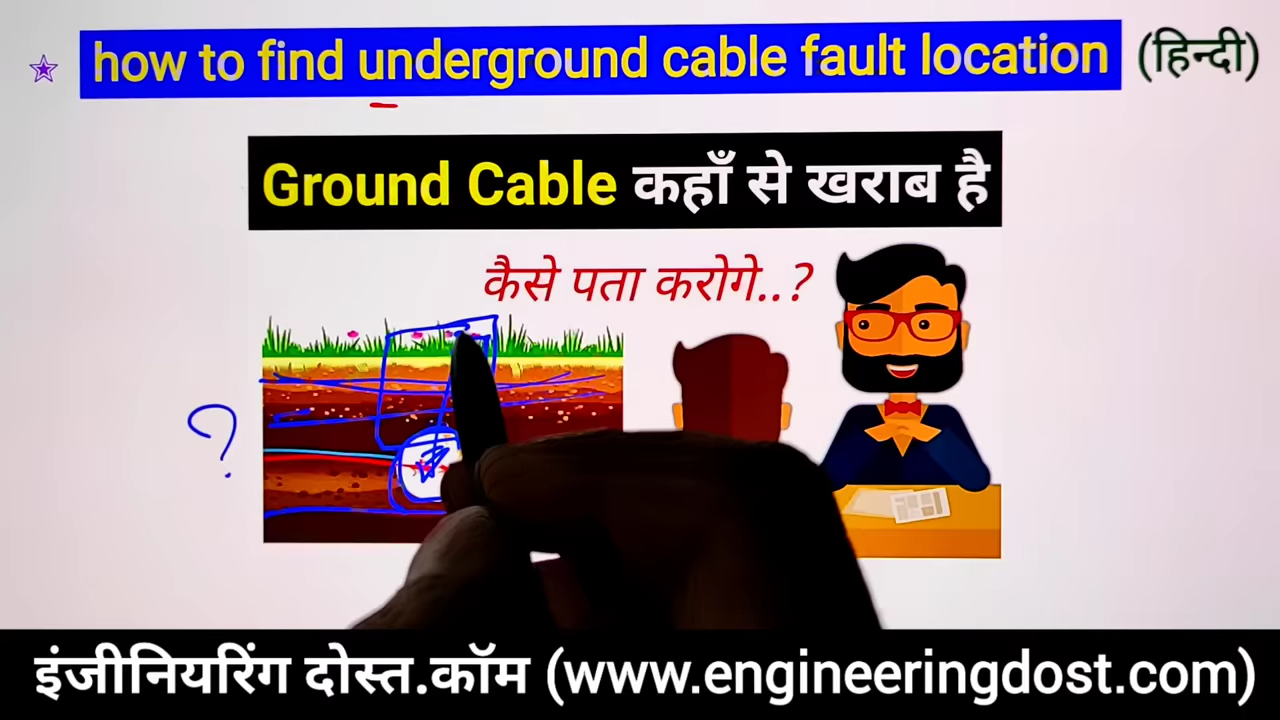 how to find underground cable fault location (हिन्दी)
Ground Cable कहाँ से खराब है
कैसे पता करोगे..?
?
इंजीनियरिंग दोस्त.कॉम (www.engineeringdost.com)